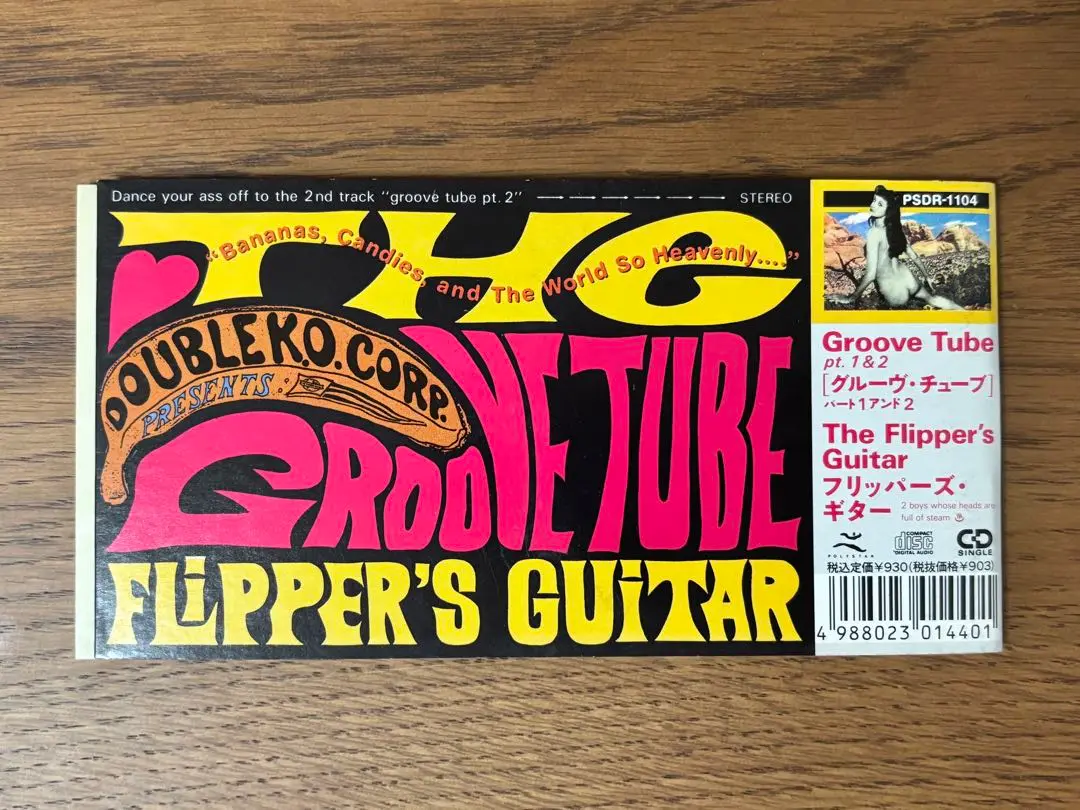 Dance your ass off to the 2nd track "groove tube pt. 2"
STEREO
THE
"Bananas, Candies, and The World So Heavenly...."
DOUBLE K.O. CORP.
PRESENTS:
GROOVE TUBE
FLiPPER'S GUiTAR
PSDR-1104
Groove Tube
pt. 1 & 2
[グルーヴ・チューブ]
パート1アンド2
The Flipper's
Guitar
フリッパーズ・
ギター
2 boys whose heads are
full of steam
POLYSTAR
COMPACT
disc
DIGITAL AUDIO
CD
SINGLE
税込定価¥930(税抜価格¥903)
4 988023 014401